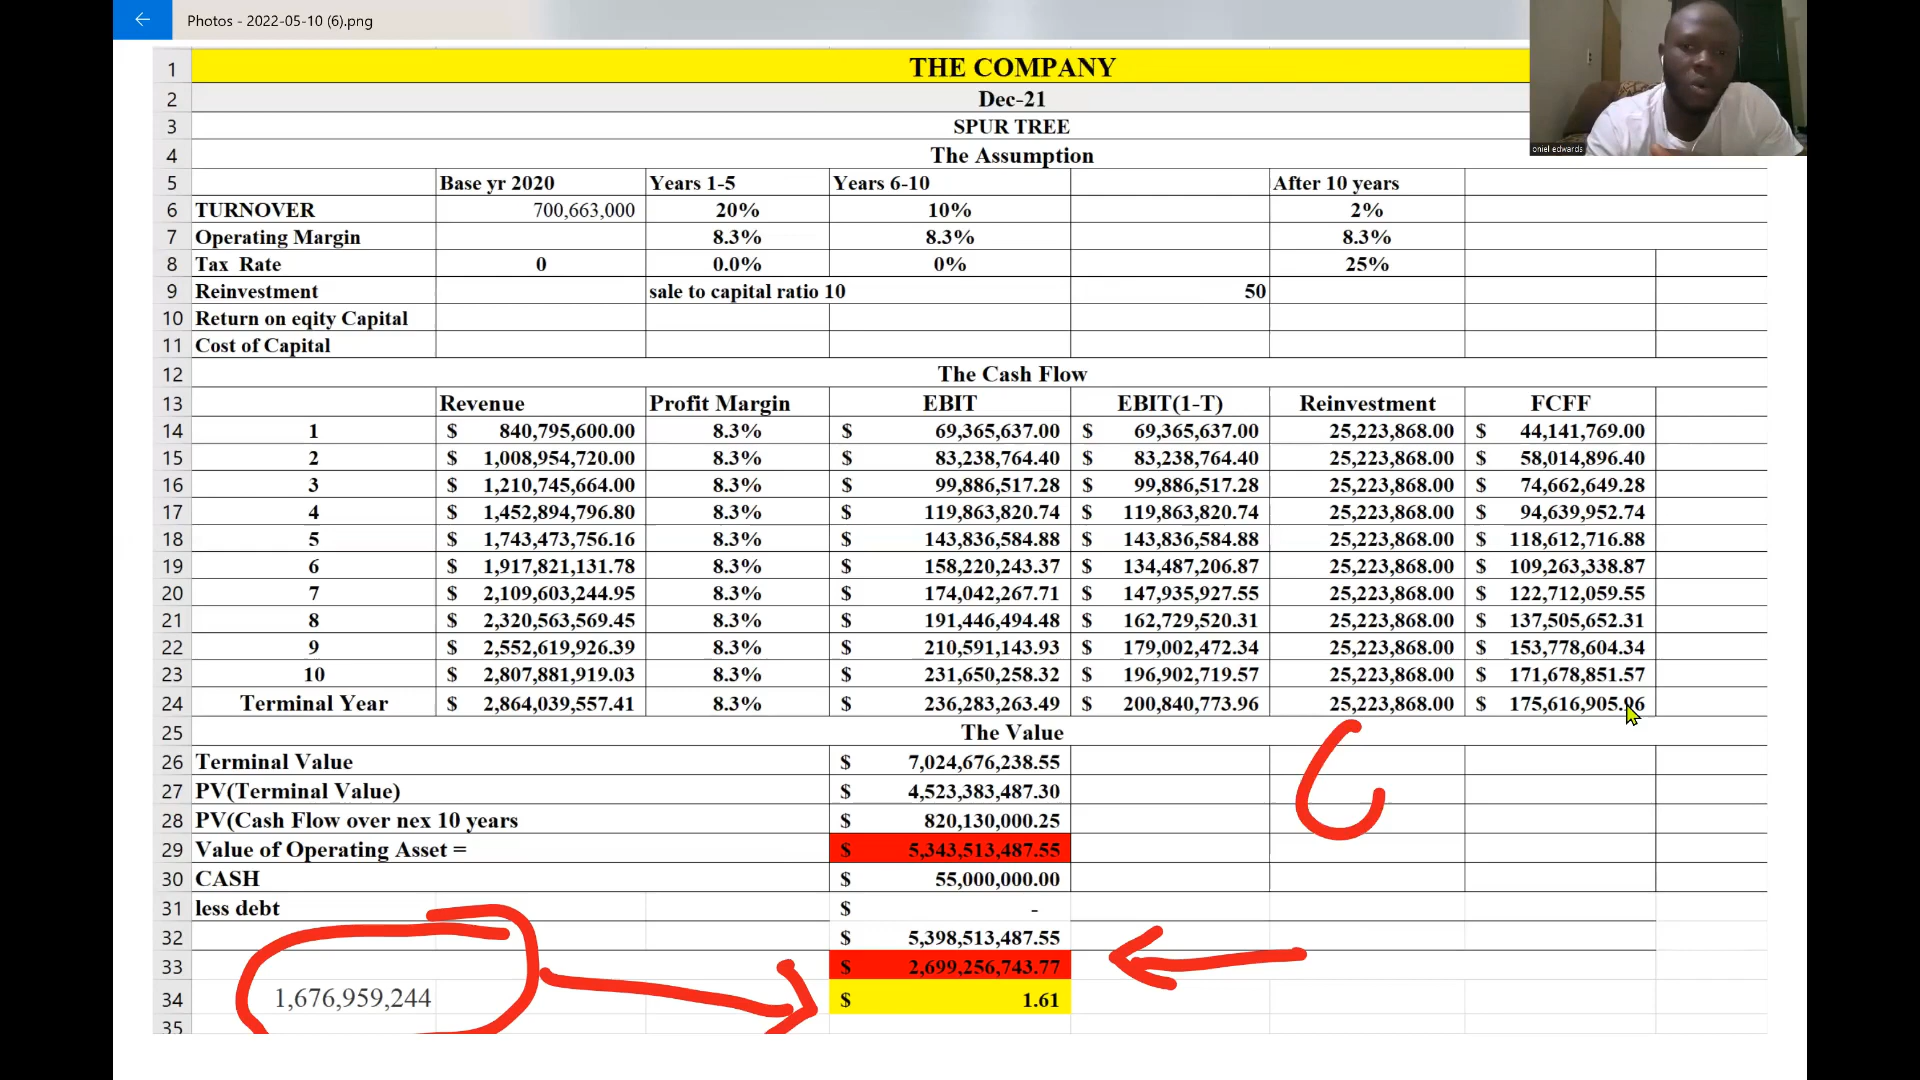 Photos - 2022-05-10 (6).png
oniel edwards
1 THE COMPANY
2 Dec-21
3 SPUR TREE
4 The Assumption
5 Base yr 2020 Years 1-5 Years 6-10 After 10 years
6 TURNOVER 700,663,000 20% 10% 2%
7 Operating Margin 8.3% 8.3% 8.3%
8 Tax Rate 0 0.0% 0% 25%
9 Reinvestment sale to capital ratio 10 50
10 Return on eqity Capital
11 Cost of Capital
12 The Cash Flow
13 Revenue Profit Margin EBIT EBIT(1-T) Reinvestment FCFF
14 1 $ 840,795,600.00 8.3% $ 69,365,637.00 $ 69,365,637.00 25,223,868.00 $ 44,141,769.00
15 2 $ 1,008,954,720.00 8.3% $ 83,238,764.40 $ 83,238,764.40 25,223,868.00 $ 58,014,896.40
16 3 $ 1,210,745,664.00 8.3% $ 99,886,517.28 $ 99,886,517.28 25,223,868.00 $ 74,662,649.28
17 4 $ 1,452,894,796.80 8.3% $ 119,863,820.74 $ 119,863,820.74 25,223,868.00 $ 94,639,952.74
18 5 $ 1,743,473,756.16 8.3% $ 143,836,584.88 $ 143,836,584.88 25,223,868.00 $ 118,612,716.88
19 6 $ 1,917,821,131.78 8.3% $ 158,220,243.37 $ 134,487,206.87 25,223,868.00 $ 109,263,338.87
20 7 $ 2,109,603,244.95 8.3% $ 174,042,267.71 $ 147,935,927.55 25,223,868.00 $ 122,712,059.55
21 8 $ 2,320,563,569.45 8.3% $ 191,446,494.48 $ 162,729,520.31 25,223,868.00 $ 137,505,652.31
22 9 $ 2,552,619,926.39 8.3% $ 210,591,143.93 $ 179,002,472.34 25,223,868.00 $ 153,778,604.34
23 10 $ 2,807,881,919.03 8.3% $ 231,650,258.32 $ 196,902,719.57 25,223,868.00 $ 171,678,851.57
24 Terminal Year $ 2,864,039,557.41 8.3% $ 236,283,263.49 $ 200,840,773.96 25,223,868.00 $ 175,616,905.96
25 The Value
26 Terminal Value $ 7,024,676,238.55
27 PV(Terminal Value) $ 4,523,383,487.30
28 PV(Cash Flow over nex 10 years $ 820,130,000.25
29 Value of Operating Asset = $ 5,343,513,487.55
30 CASH $ 55,000,000.00
31 less debt $ -
32 $ 5,398,513,487.55
33 $ 2,699,256,743.77
34 1,676,959,244 $ 1.61
35